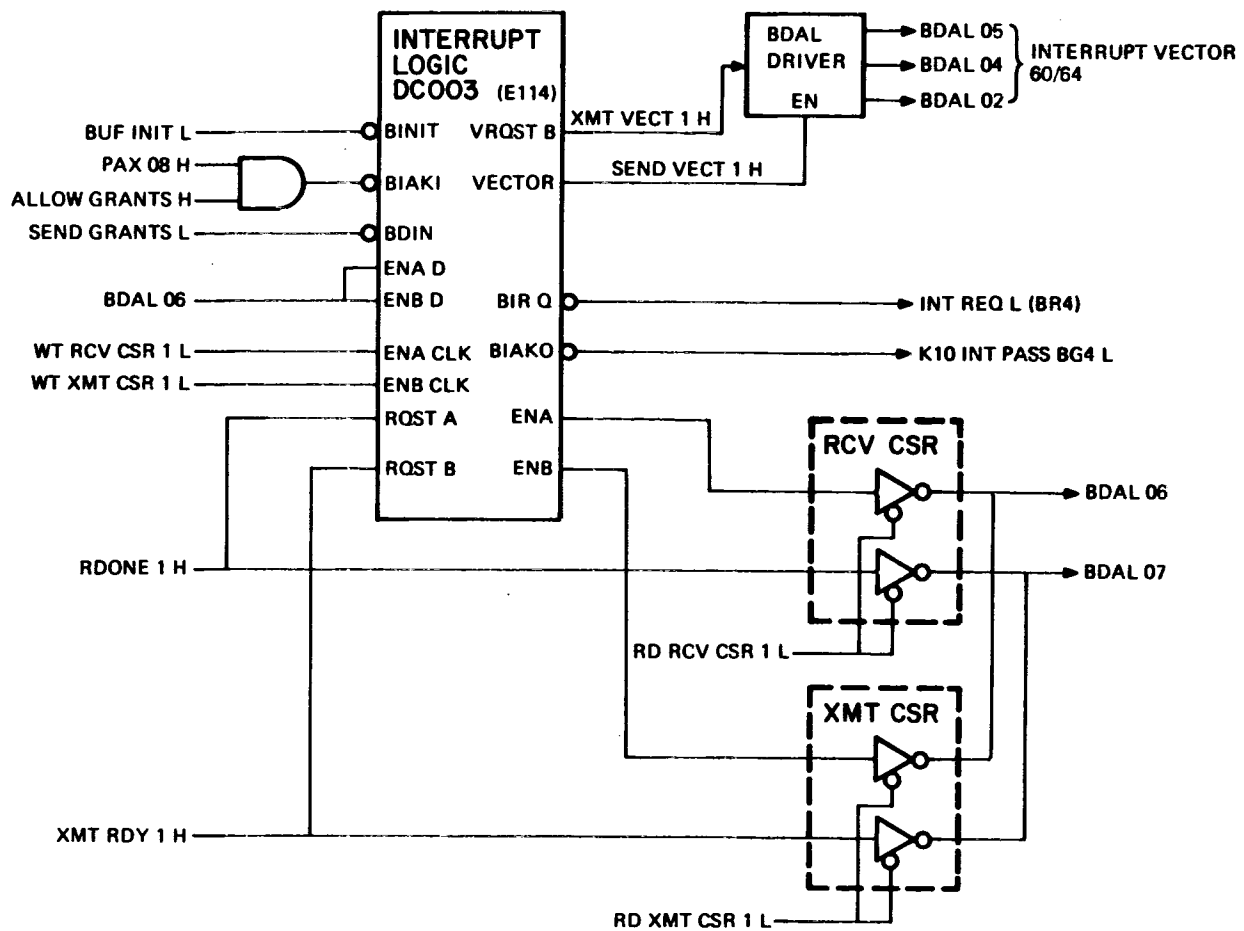 INTERRUPT
LOGIC
DC003 (E114)
BDAL
DRIVER
EN
BDAL 05
BDAL 04
BDAL 02
INTERRUPT VECTOR
60/64
BUF INIT L
BINIT
VRQST B
XMT VECT 1 H
PAX 08 H
ALLOW GRANTS H
BIAKI
VECTOR
SEND VECT 1 H
SEND GRANTS L
BDIN
ENA D
BDAL 06
ENB D
BIR Q
INT REQ L (BR4)
WT RCV CSR 1 L
ENA CLK
BIAKO
K10 INT PASS BG4 L
WT XMT CSR 1 L
ENB CLK
RQST A
ENA
RQST B
ENB
RCV CSR
BDAL 06
RDONE 1 H
BDAL 07
RD RCV CSR 1 L
XMT CSR
XMT RDY 1 H
RD XMT CSR 1 L